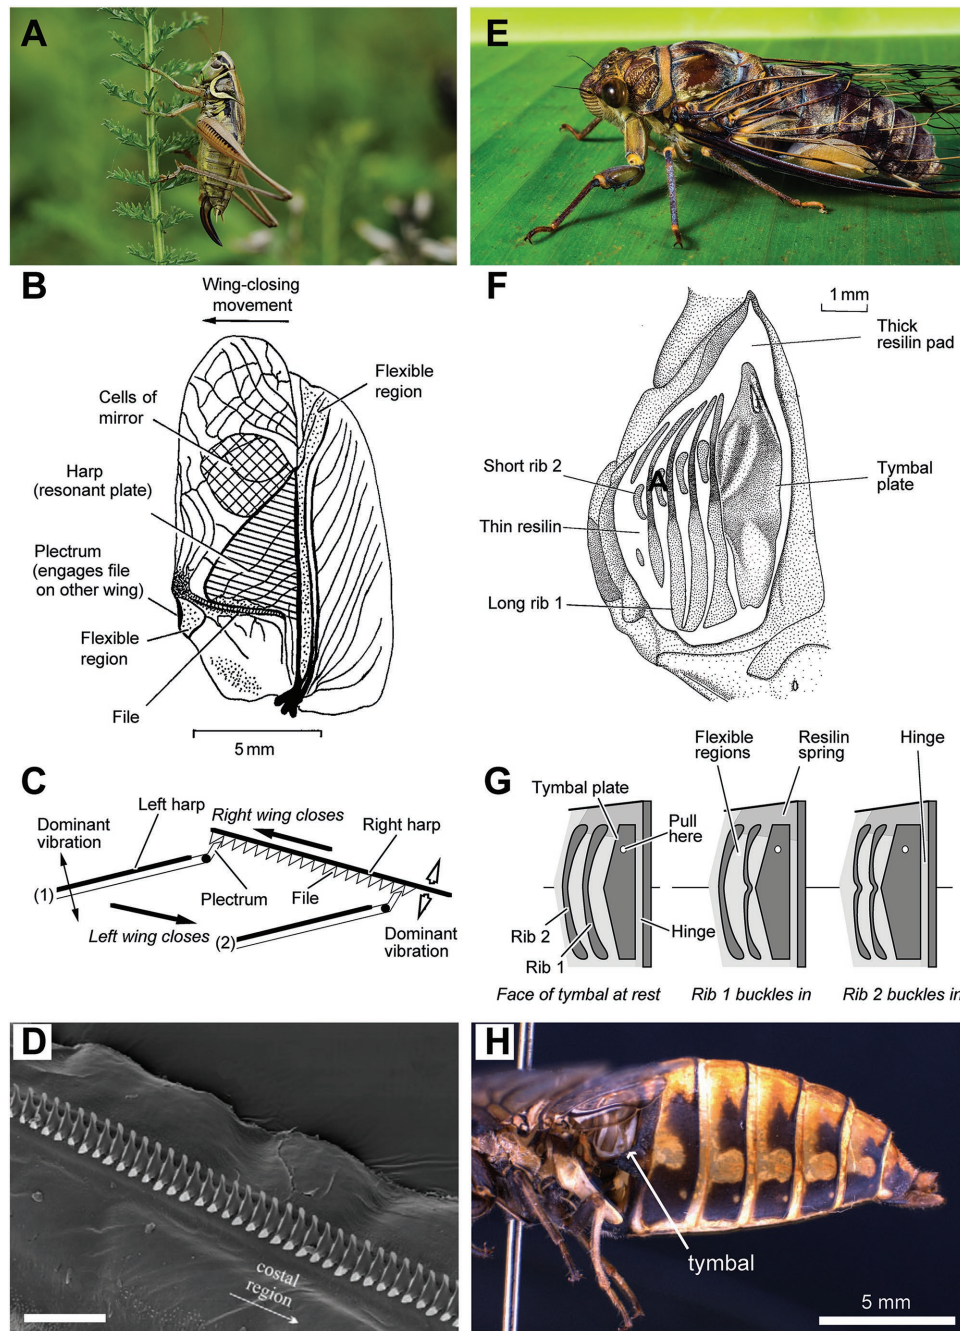 A
E
B
Wing-closing
movement
Flexible
region
Cells of
mirror
Harp
(resonant plate)
Plectrum
(engages file
on other wing)
Flexible
region
File
5 mm
F
1 mm
Thick
resilin pad
Short rib 2
A
Tymbal
plate
Thin resilin
Long rib 1
C
Left harp
Right wing closes
Right harp
Dominant
vibration
(1)
Plectrum
File
Left wing closes
(2)
Dominant
vibration
G
Flexible
regions
Resilin
spring
Hinge
Tymbal plate
Pull
here
Rib 2
Hinge
Rib 1
Face of tymbal at rest
Rib 1 buckles in
Rib 2 buckles in
D
costal
region
H
tymbal
5 mm